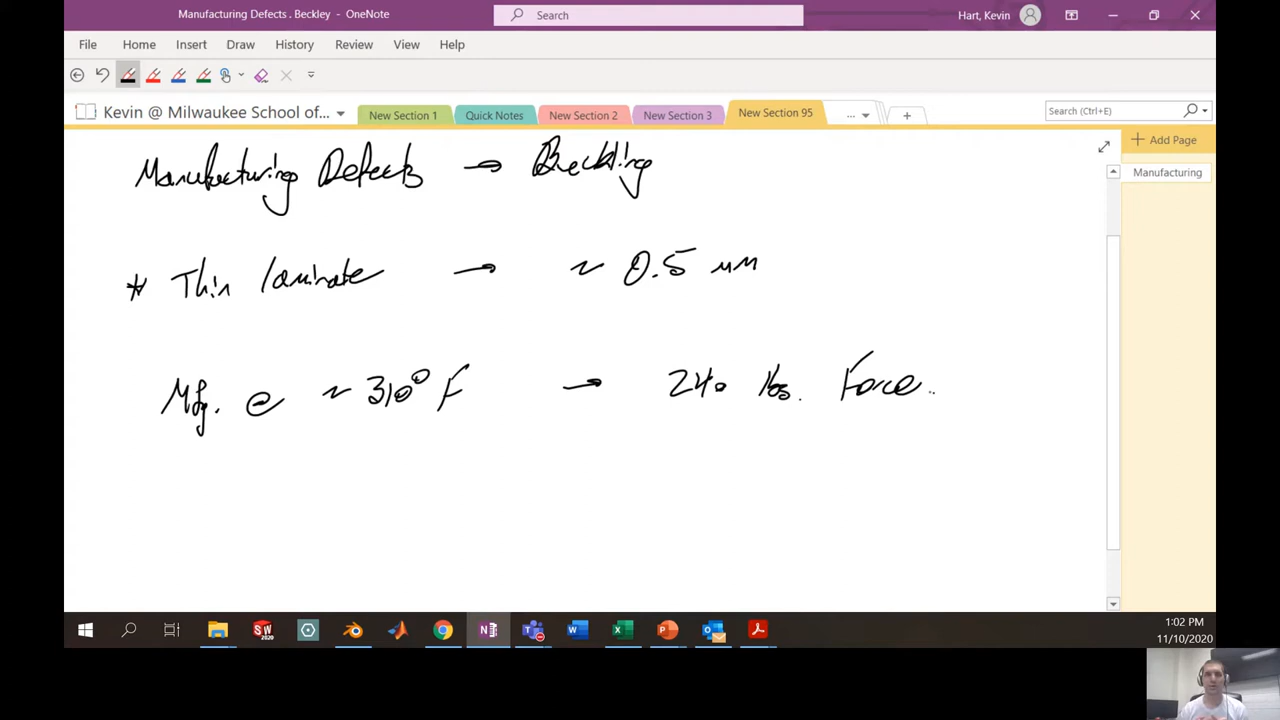 Manufacturing Defects . Beckley - OneNote
Search
Hart, Kevin
File Home Insert Draw History Review View Help
Kevin @ Milwaukee School of...
New Section 1
Quick Notes
New Section 2
New Section 3
New Section 95
...
Search (Ctrl+E)
Add Page
Manufacturing
Manufacturing Defects → Buckling
* Thin laminate → ~ 0.5 mm
Mfg. @ ~ 310° F → 240 lbs. Force..
1:02 PM
11/10/2020